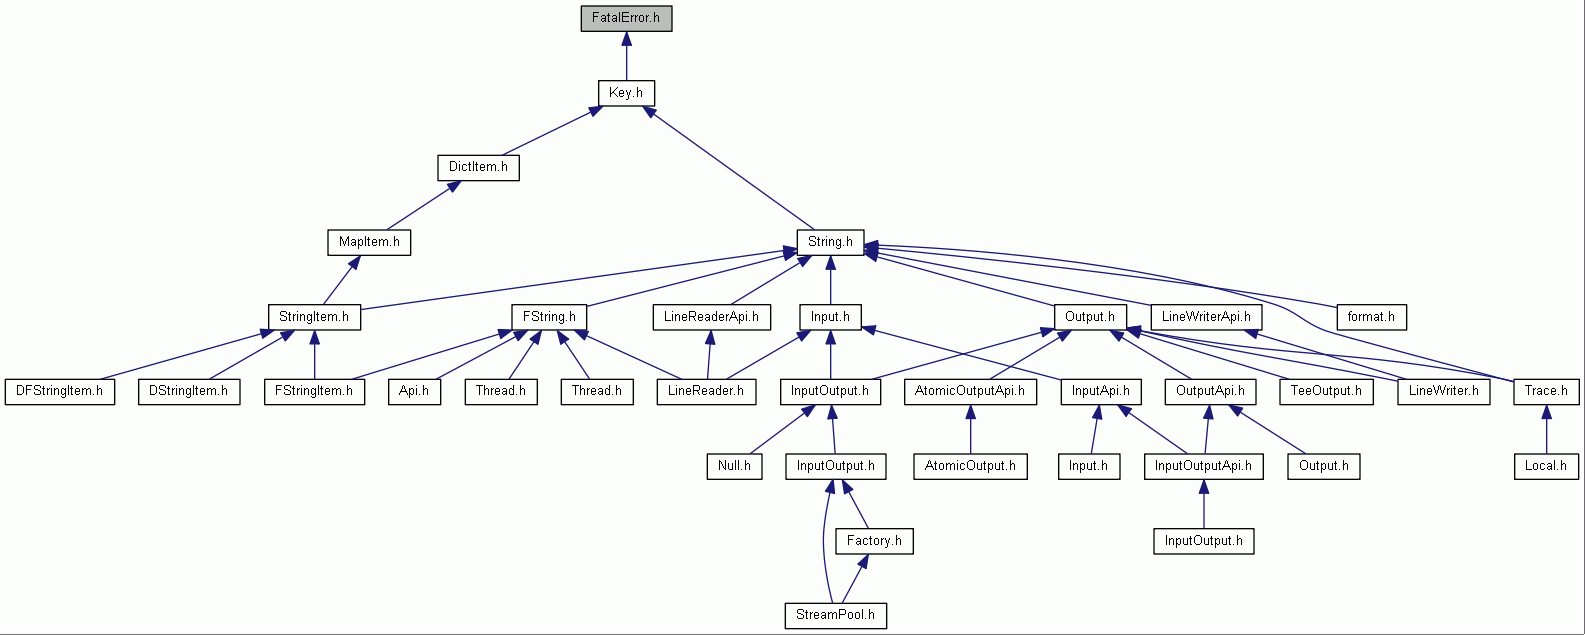 FatalError.h
Key.h
DictItem.h
MapItem.h
String.h
StringItem.h
FString.h
LineReaderApi.h
Input.h
Output.h
LineWriterApi.h
format.h
DFStringItem.h
DStringItem.h
FStringItem.h
Api.h
Thread.h
Thread.h
LineReader.h
InputOutput.h
AtomicOutputApi.h
InputApi.h
OutputApi.h
TeeOutput.h
LineWriter.h
Trace.h
Null.h
InputOutput.h
AtomicOutput.h
Input.h
InputOutputApi.h
Output.h
Local.h
Factory.h
InputOutput.h
StreamPool.h